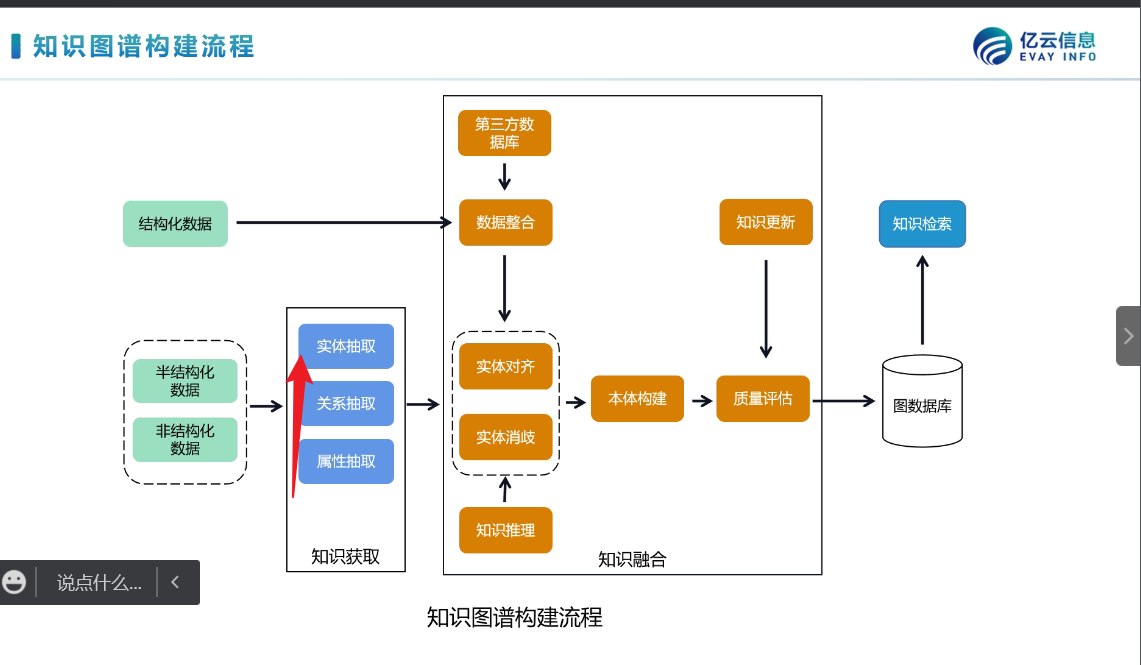 知识图谱构建流程
亿云信息
EVAY INFO
第三方数
据库
结构化数据
数据整合
知识更新
知识检索
半结构化
数据
非结构化
数据
实体抽取
关系抽取
属性抽取
知识获取
实体对齐
实体消歧
知识推理
本体构建
质量评估
图数据库
知识融合
说点什么...
知识图谱构建流程